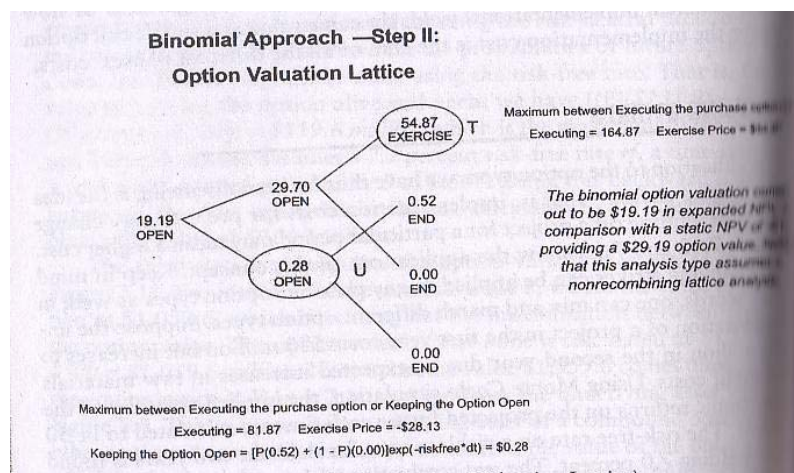 Binomial Approach —Step II:
Option Valuation Lattice
54.87
EXERCISE
T
Maximum between Executing the purchase
Executing = 164.87 Exercise Price =
29.70
OPEN
0.52
END
19.19
OPEN
The binomial option valuation
out to be $19.19 in expanded NPV
comparison with a static NPV of
providing a $29.19 option value.
that this analysis type assumes
nonrecombining lattice
0.28
OPEN
U
0.00
END
0.00
END
Maximum between Executing the purchase option or Keeping the Option Open
Executing = 81.87 Exercise Price = -$28.13
Keeping the Option Open = [P(0.52) + (1 - P)(0.00)]exp(-riskfree*dt) = $0.28